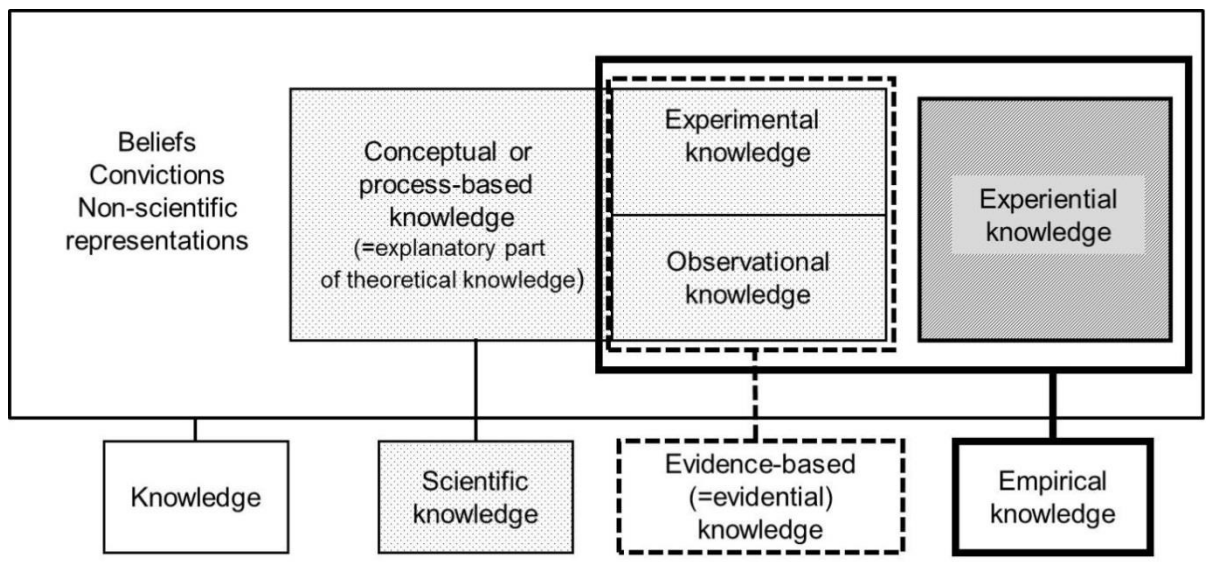 Beliefs
Convictions
Non-scientific
representations
Conceptual or
process-based
knowledge
(=explanatory part
of theoretical knowledge)
Experimental
knowledge
Observational
knowledge
Experiential
knowledge
Knowledge
Scientific
knowledge
Evidence-based
(=evidential)
knowledge
Empirical
knowledge